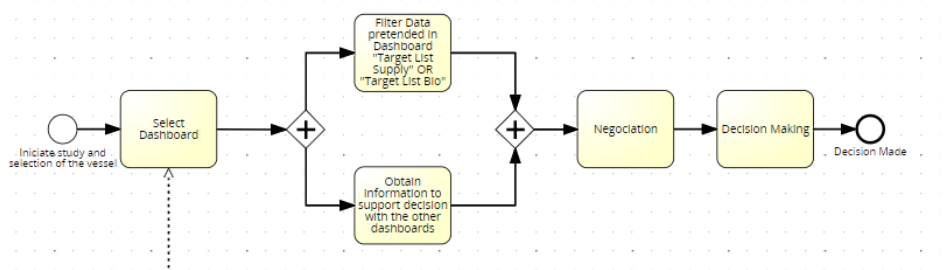 Filter Data
pretended in
Dashboard
"Target List
Supply" OR
"Target List Bio"
Select
Dashboard
Iniciate study and
selection of the vessel
Negociation
Decision Making
Decision Made
Obtain
Information to
support decision
with the other
dashboards